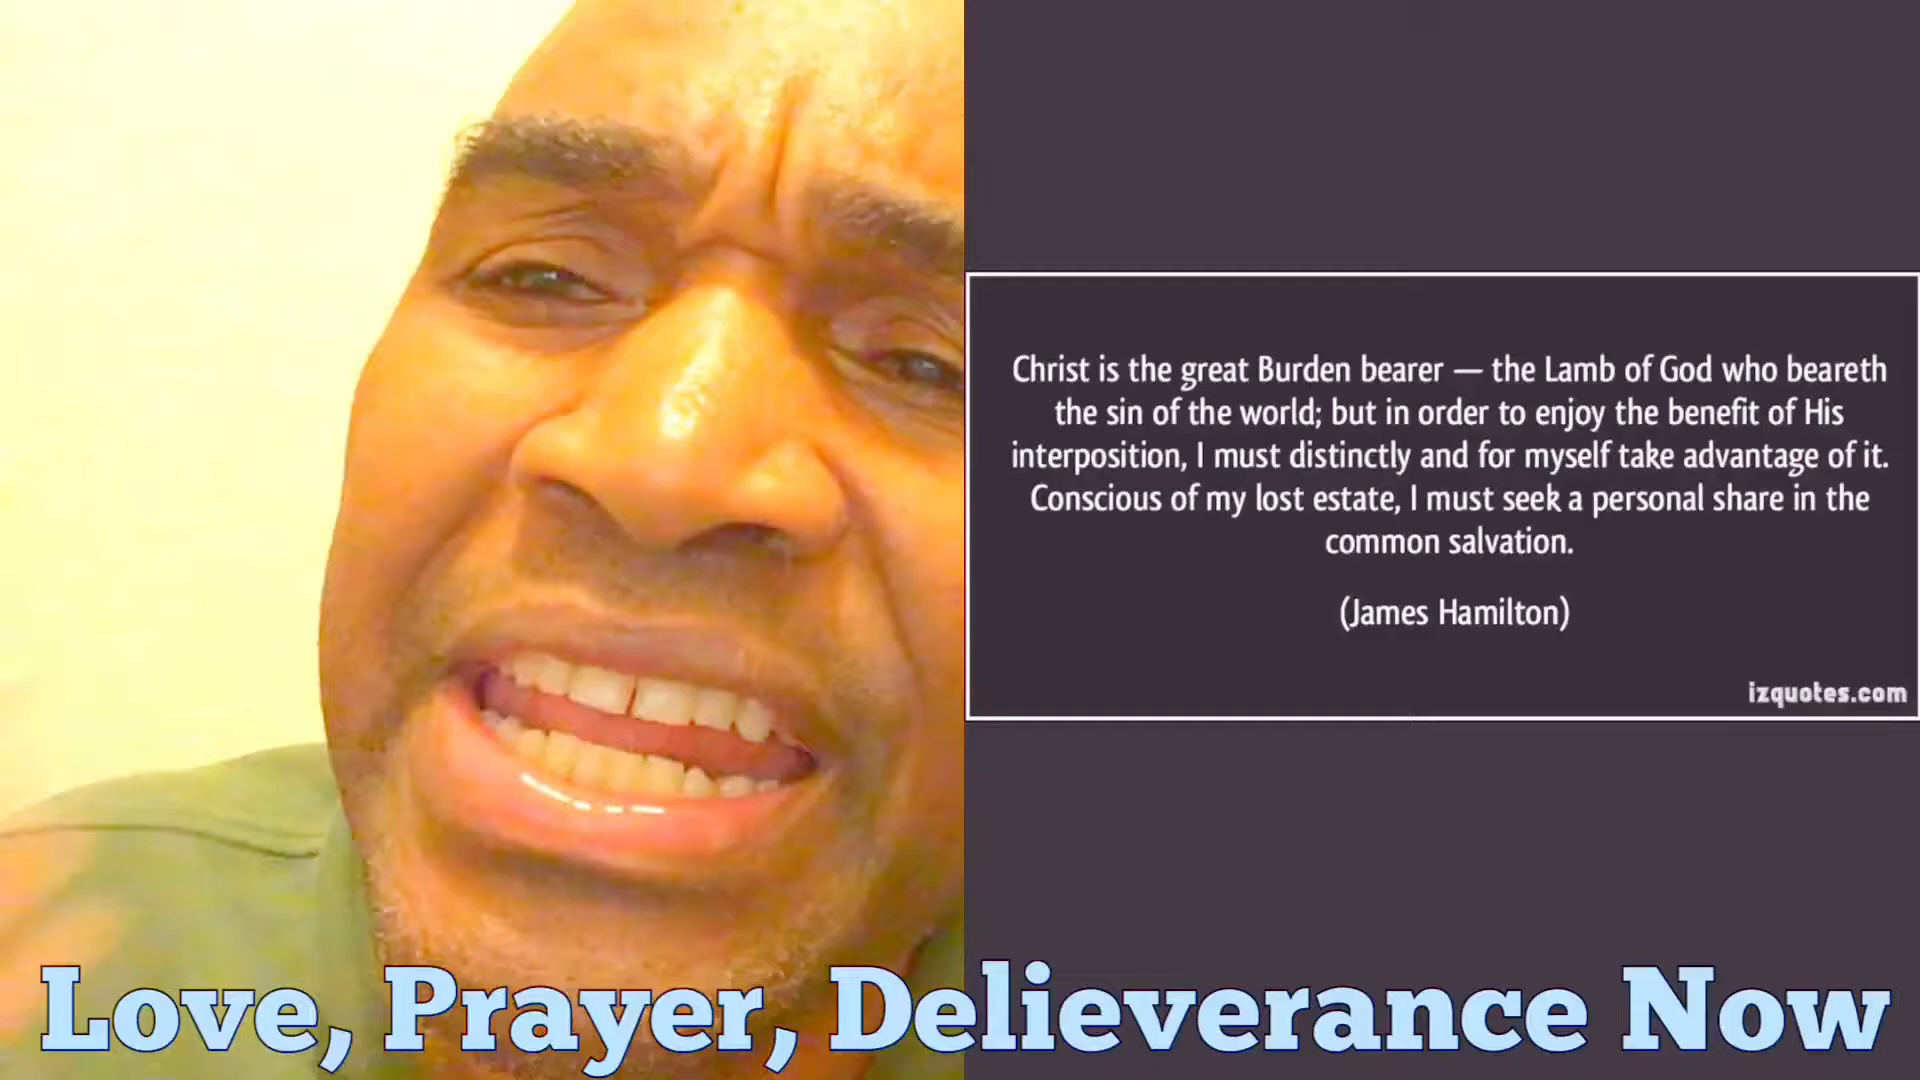 Christ is the great Burden bearer — the Lamb of God who beareth
the sin of the world; but in order to enjoy the benefit of His
interposition, I must distinctly and for myself take advantage of it.
Conscious of my lost estate, I must seek a personal share in the
common salvation.
(James Hamilton)
izquotes.com
Love, Prayer, Delieverance Now